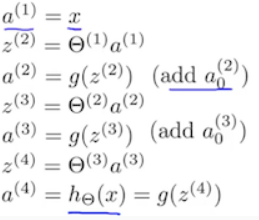 a^{(1)} = x
z^{(2)} = Θ^{(1)}a^{(1)}
a^{(2)} = g(z^{(2)}) (add a_0^{(2)})
z^{(3)} = Θ^{(2)}a^{(2)}
a^{(3)} = g(z^{(3)}) (add a_0^{(3)})
z^{(4)} = Θ^{(3)}a^{(3)}
a^{(4)} = h_Θ(x) = g(z^{(4)})